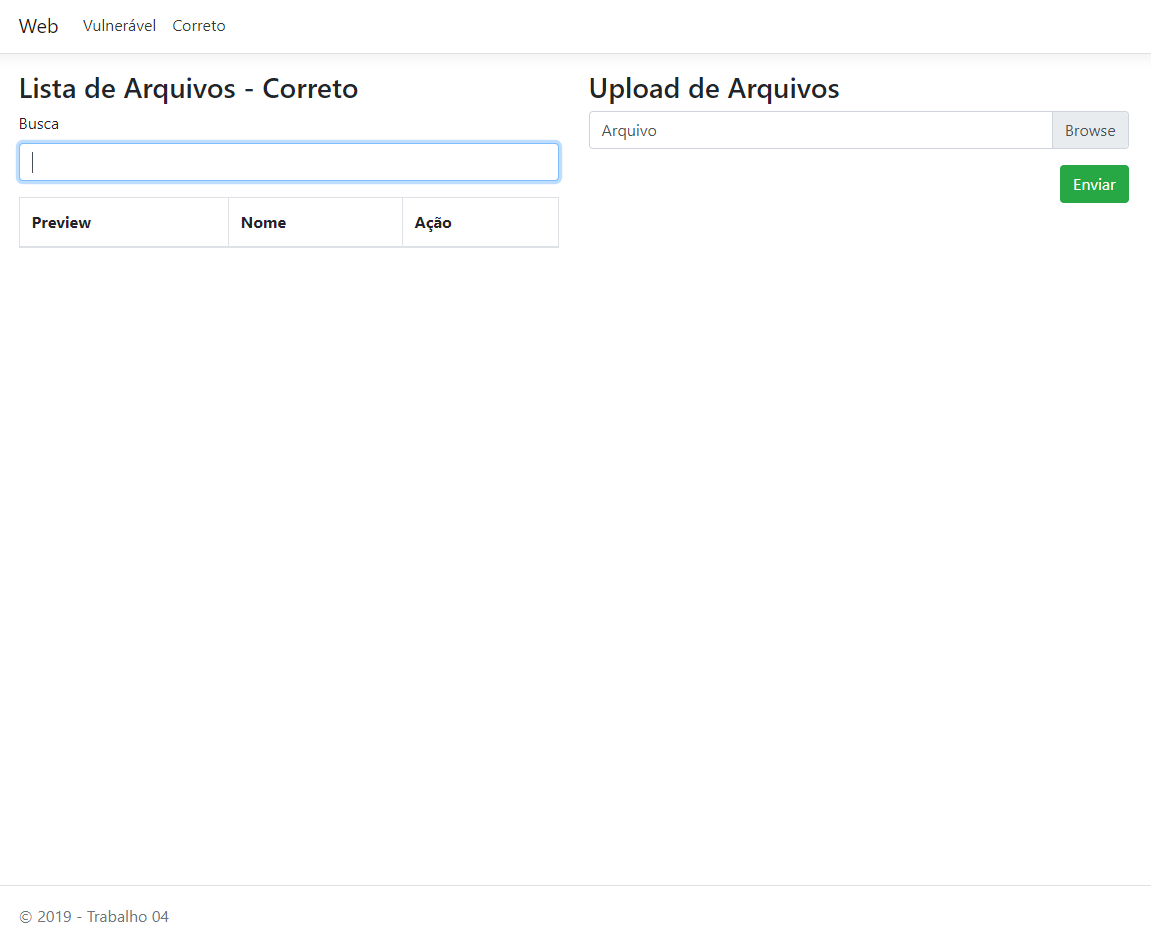 Web Vulnerável Correto
Lista de Arquivos - Correto
Busca
Preview Nome Ação
Upload de Arquivos
Arquivo Browse
Enviar
© 2019 - Trabalho 04